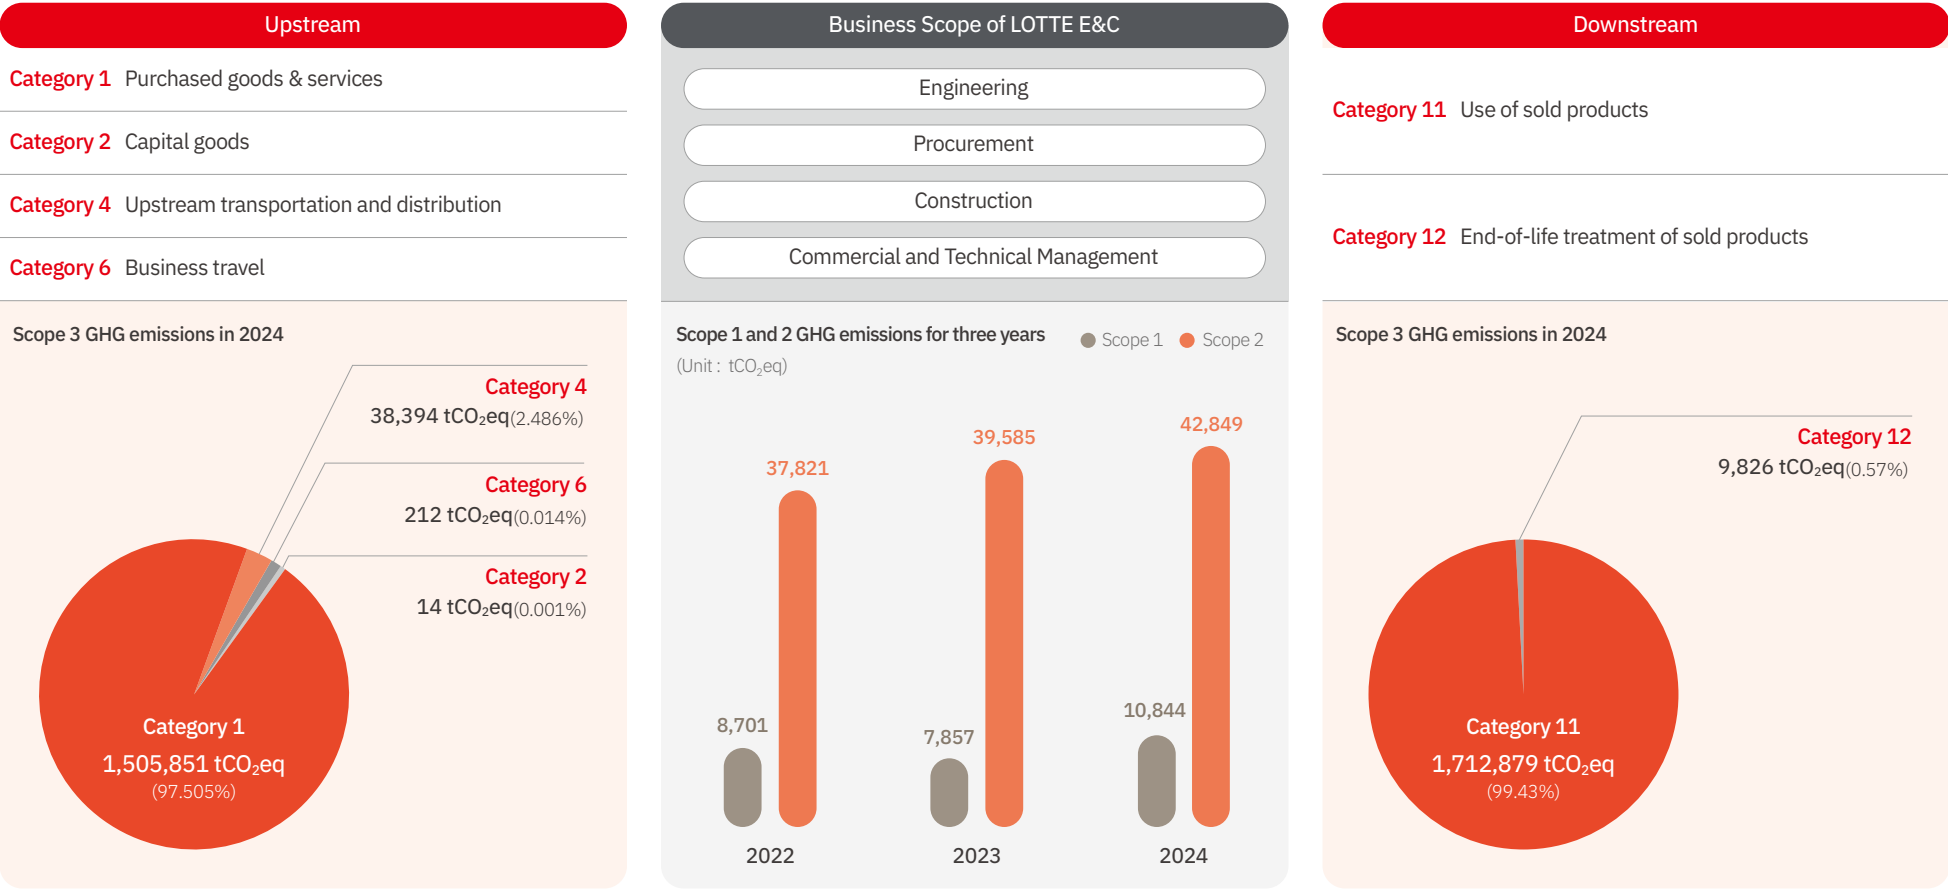 Upstream
Category 1 Purchased goods & services
Category 2 Capital goods
Category 4 Upstream transportation and distribution
Category 6 Business travel
Scope 3 GHG emissions in 2024
Category 4
38,394 tCO₂eq(2.486%)
Category 6
212 tCO₂eq(0.014%)
Category 2
14 tCO₂eq(0.001%)
Category 1
1,505,851 tCO₂eq
(97.505%)
Business Scope of LOTTE E&C
Engineering
Procurement
Construction
Commercial and Technical Management
Scope 1 and 2 GHG emissions for three years
Scope 1 Scope 2
(Unit : tCO₂eq)
8,701
37,821
7,857
39,585
10,844
42,849
2022
2023
2024
Downstream
Category 11 Use of sold products
Category 12 End-of-life treatment of sold products
Scope 3 GHG emissions in 2024
Category 12
9,826 tCO₂eq(0.57%)
Category 11
1,712,879 tCO₂eq
(99.43%)